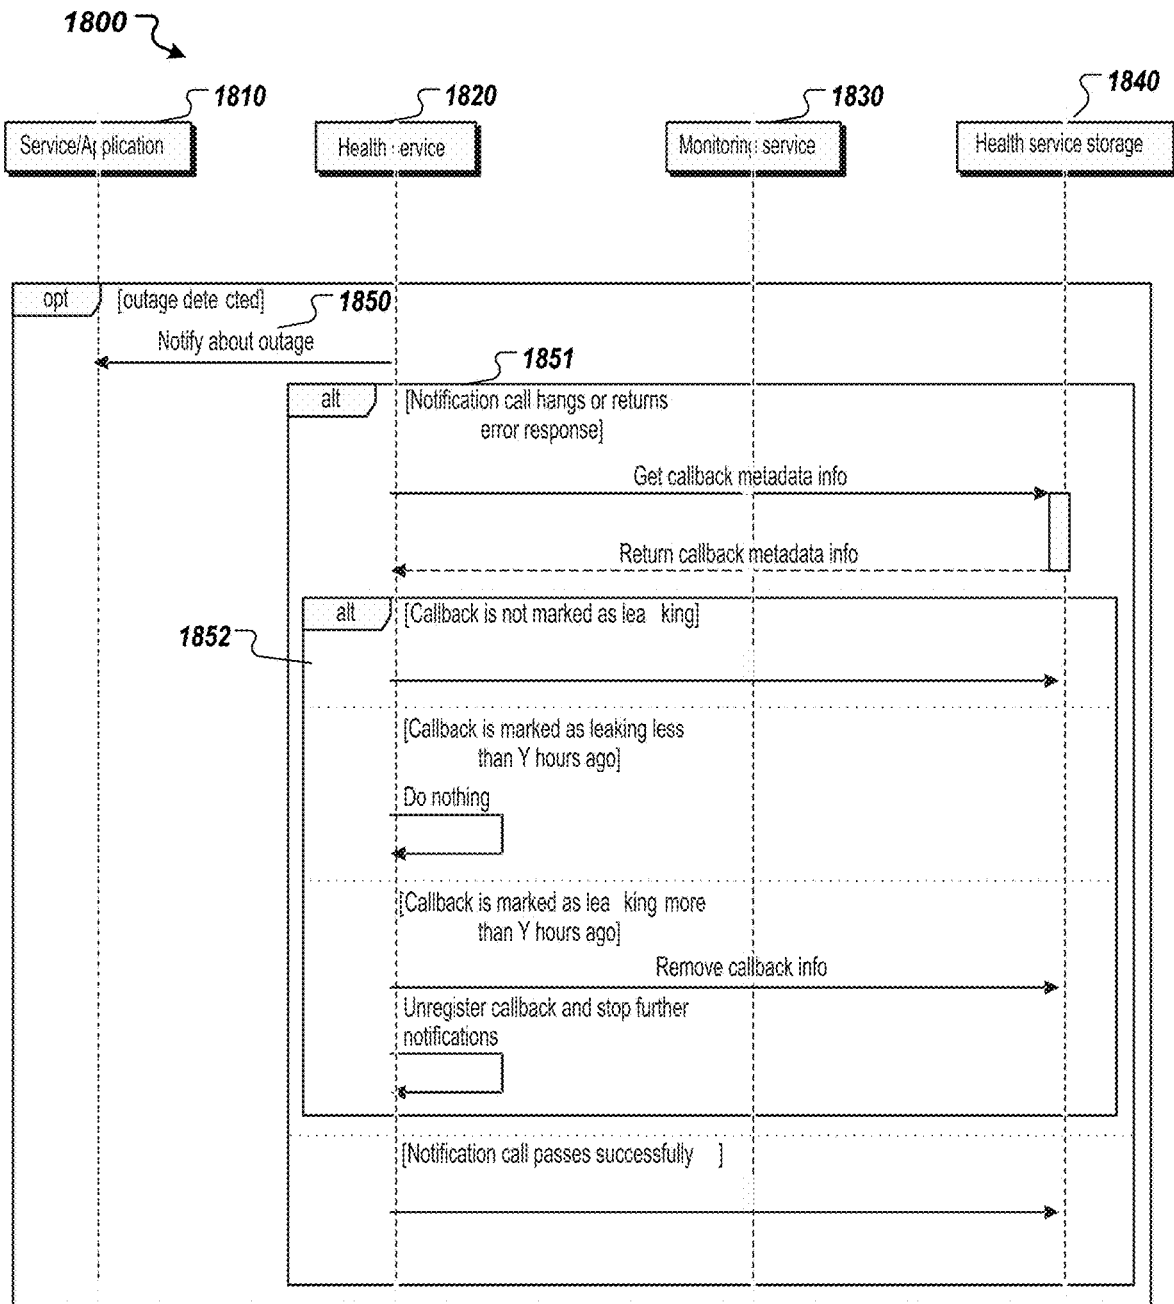 1800
1810
1820
1830
1840
Service/Application
Health service
Monitoring service
Health service storage
opt
[outage dete cted]
1850
Notify about outage
1851
alt
[Notification call hangs or returns
error response]
Get callback metadata info
Return callback metadata info
alt
[Callback is not marked as lea king]
1852
[Callback is marked as leaking less
than Y hours ago]
Do nothing
[Callback is marked as lea king more
than Y hours ago]
Remove callback info
Unregister callback and stop further
notifications
[Notification call passes successfully ]